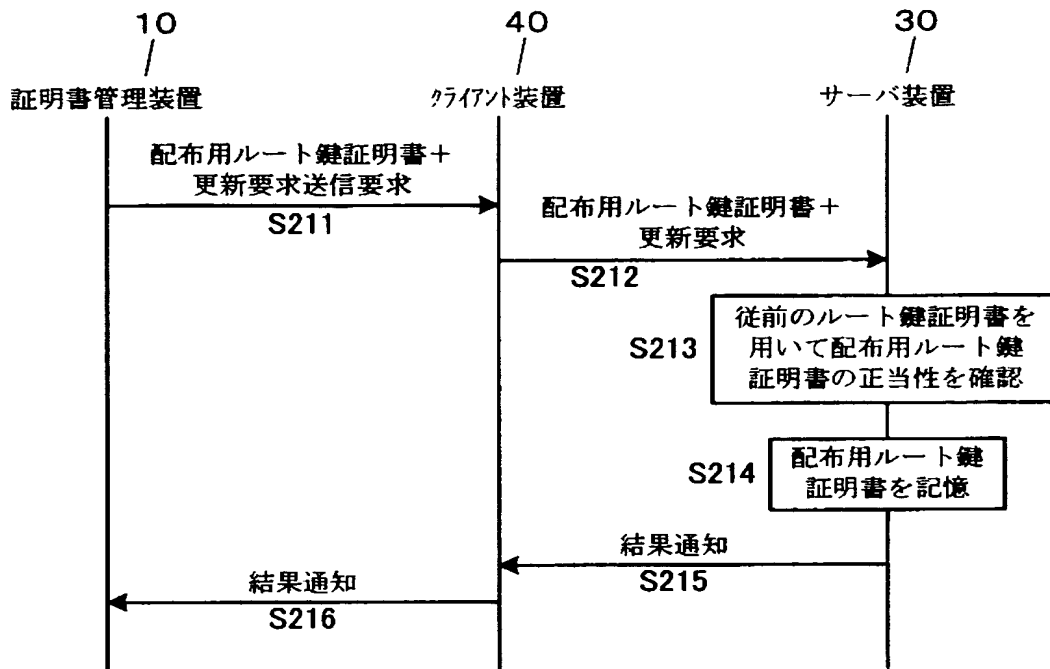 10
40
30
証明書管理装置
クライアント装置
サーバ装置
配布用ルート鍵証明書+
更新要求送信要求
S211
配布用ルート鍵証明書+
更新要求
S212
S213
従前のルート鍵証明書を
用いて配布用ルート鍵
証明書の正当性を確認
S214
配布用ルート鍵
証明書を記憶
結果通知
S215
結果通知
S216